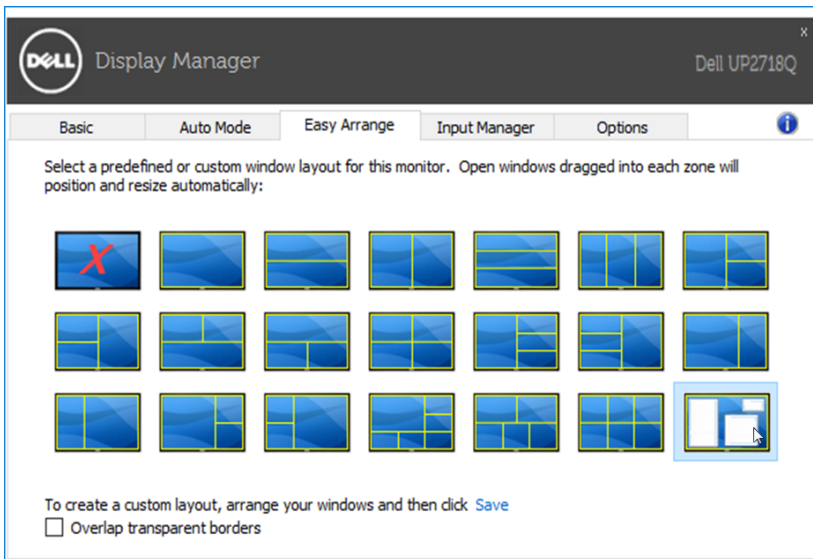 x
DELL Display Manager Dell UP2718Q
Basic Auto Mode Easy Arrange Input Manager Options i
Select a predefined or custom window layout for this monitor. Open windows dragged into each zone will
position and resize automatically:
X
To create a custom layout, arrange your windows and then click Save
Overlap transparent borders